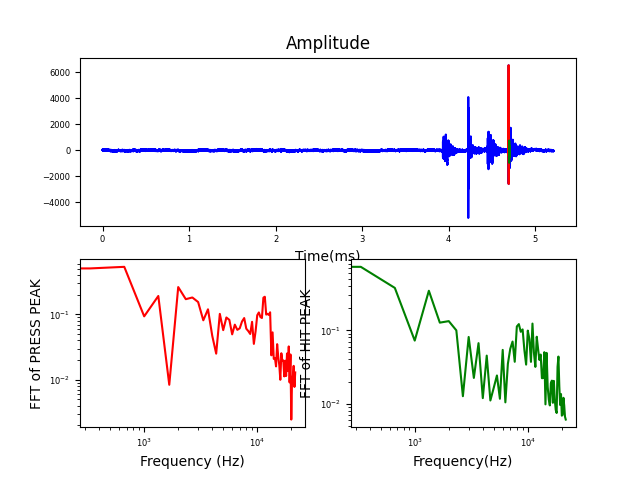 Amplitude
6000
4000
2000
0
−2000
−4000
0 1 2 3 4 5
Time(ms)
FFT of PRESS PEAK
10⁻¹
10⁻²
10³ 10⁴
Frequency (Hz)
FFT of HIT PEAK
10⁻¹
10⁻²
10³ 10⁴
Frequency(Hz)